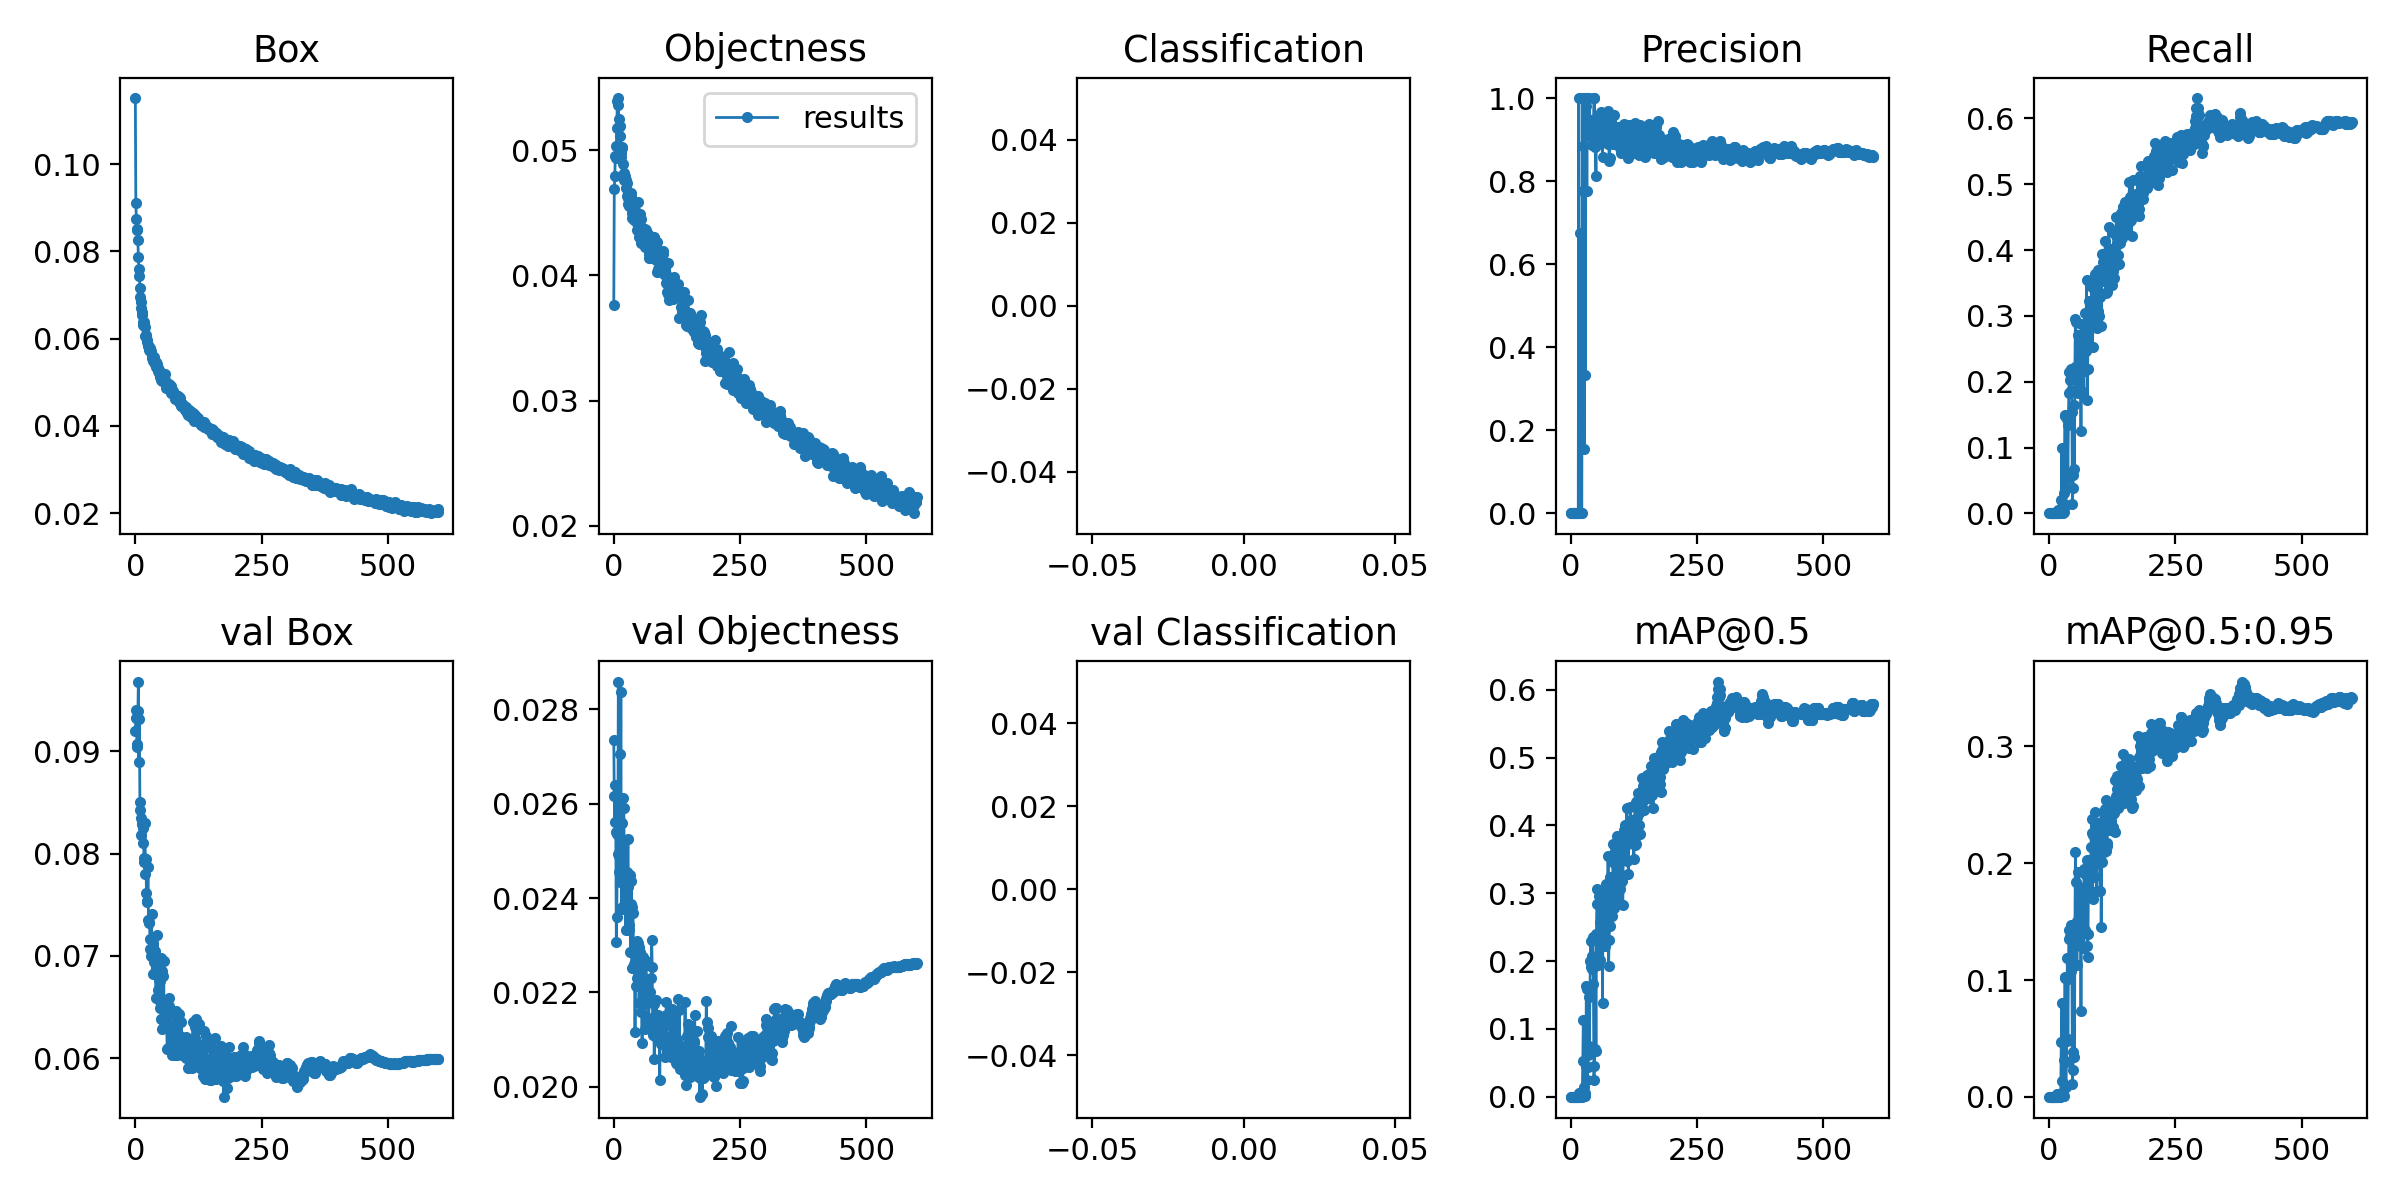 Box
Objectness
Classification
Precision
Recall
results
0.10
0.08
0.06
0.04
0.02
0 250 500
0.05
0.04
0.03
0.02
0 250 500
0.04
0.02
0.00
−0.02
−0.04
−0.05 0.00 0.05
1.0
0.8
0.6
0.4
0.2
0.0
0 250 500
0.6
0.5
0.4
0.3
0.2
0.1
0.0
0 250 500
val Box
val Objectness
val Classification
mAP@0.5
mAP@0.5:0.95
0.09
0.08
0.07
0.06
0 250 500
0.028
0.026
0.024
0.022
0.020
0 250 500
0.04
0.02
0.00
−0.02
−0.04
−0.05 0.00 0.05
0.6
0.5
0.4
0.3
0.2
0.1
0.0
0 250 500
0.3
0.2
0.1
0.0
0 250 500